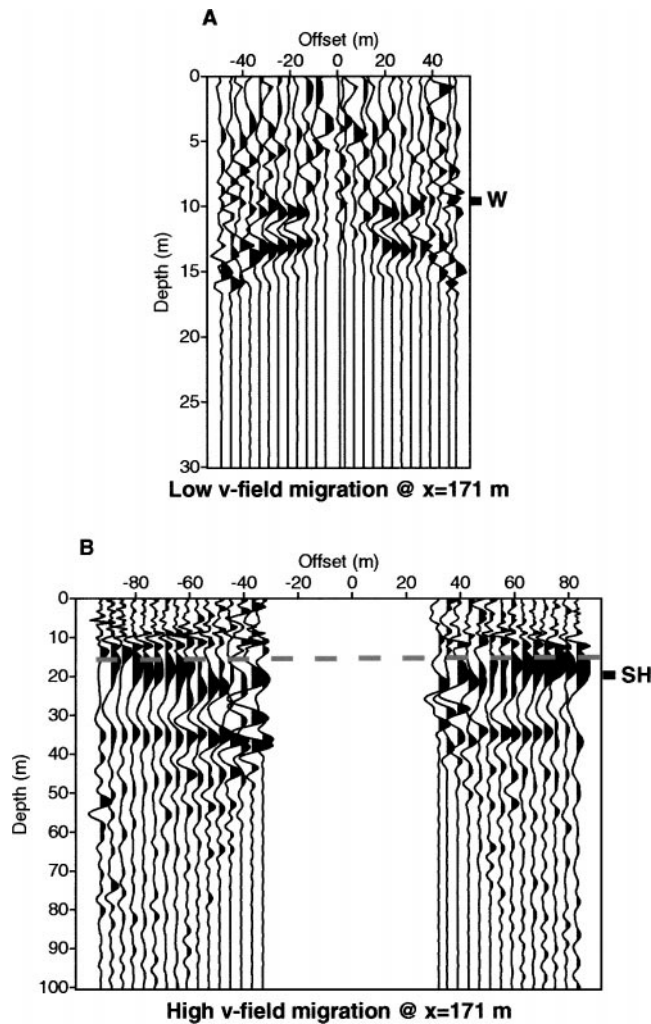 A
Offset (m)
-40 -20 0 20 40
0
5
10
15
20
25
30
Depth (m)
W
Low v-field migration @ x=171 m
B
Offset (m)
-80 -60 -40 -20 0 20 40 60 80
0
10
20
30
40
50
60
70
80
90
100
Depth (m)
SH
High v-field migration @ x=171 m